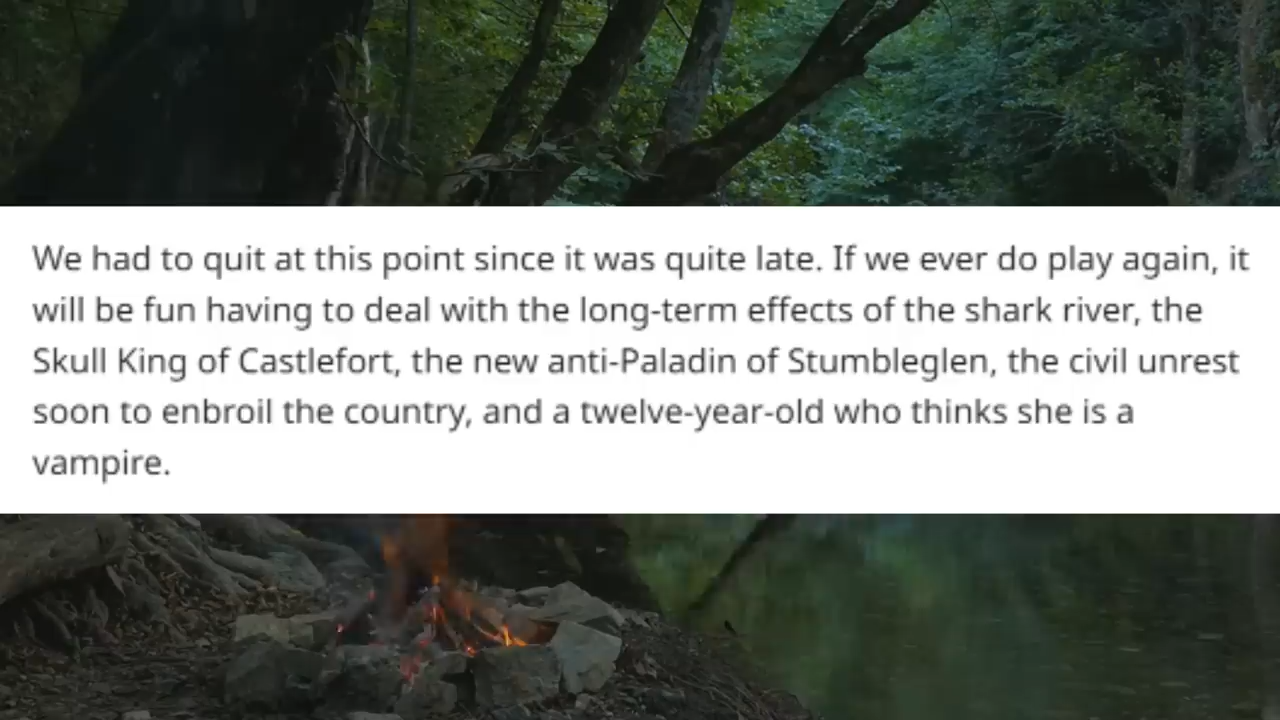 We had to quit at this point since it was quite late. If we ever do play again, it
will be fun having to deal with the long-term effects of the shark river, the
Skull King of Castlefort, the new anti-Paladin of Stumbleglen, the civil unrest
soon to enbroil the country, and a twelve-year-old who thinks she is a
vampire.